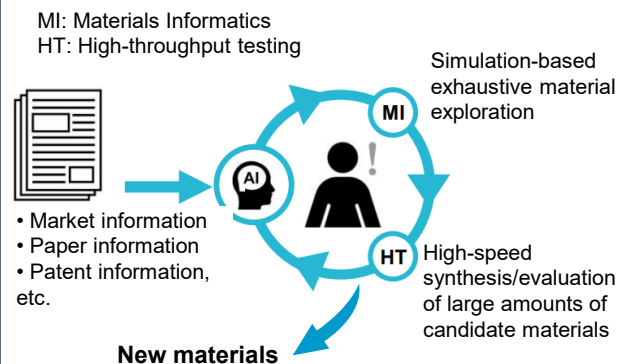 MI: Materials Informatics
HT: High-throughput testing
Simulation-based
exhaustive material
exploration
MI
!
AI
• Market information
• Paper information
• Patent information,
etc.
HT
High-speed
synthesis/evaluation
of large amounts of
candidate materials
New materials